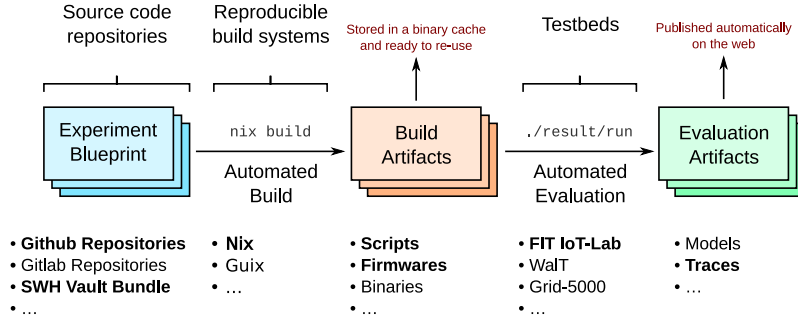 Source code
repositories
Reproducible
build systems
Stored in a binary cache
and ready to re-use
Testbeds
Published automatically
on the web
Experiment
Blueprint
nix build
Automated
Build
Build
Artifacts
./result/run
Automated
Evaluation
Evaluation
Artifacts
• Github Repositories
• Gitlab Repositories
• SWH Vault Bundle
• ...
• Nix
• Guix
• ...
• Scripts
• Firmwares
• Binaries
• ...
• FIT IoT-Lab
• WalT
• Grid-5000
• ...
• Models
• Traces
• ...